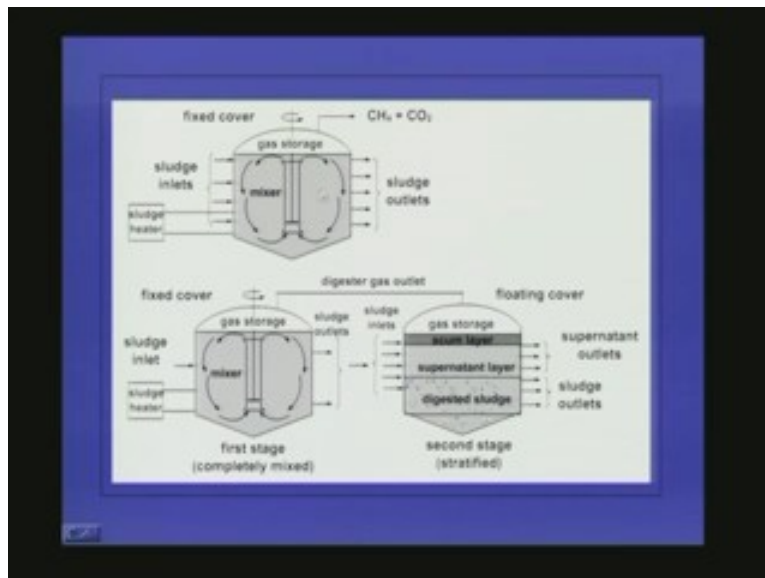 fixed cover
CH₄ + CO₂
gas storage
sludge
inlets
mixer
sludge
outlets
sludge
heater
digester gas outlet
fixed cover
floating cover
gas storage
sludge
outlets
sludge
inlets
gas storage
scum layer
supernatant
outlets
sludge
inlet
mixer
supernatant layer
sludge
heater
digested sludge
sludge
outlets
first stage
(completely mixed)
second stage
(stratified)